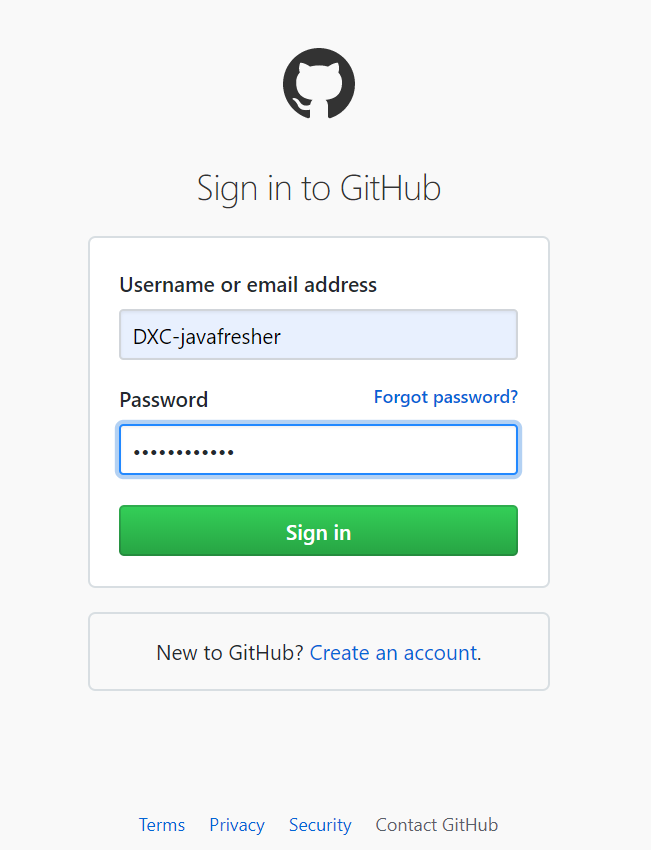 Sign in to GitHub
Username or email address
DXC-javafresher
Password Forgot password?
••••••••••••
Sign in
New to GitHub? Create an account.
Terms Privacy Security Contact GitHub